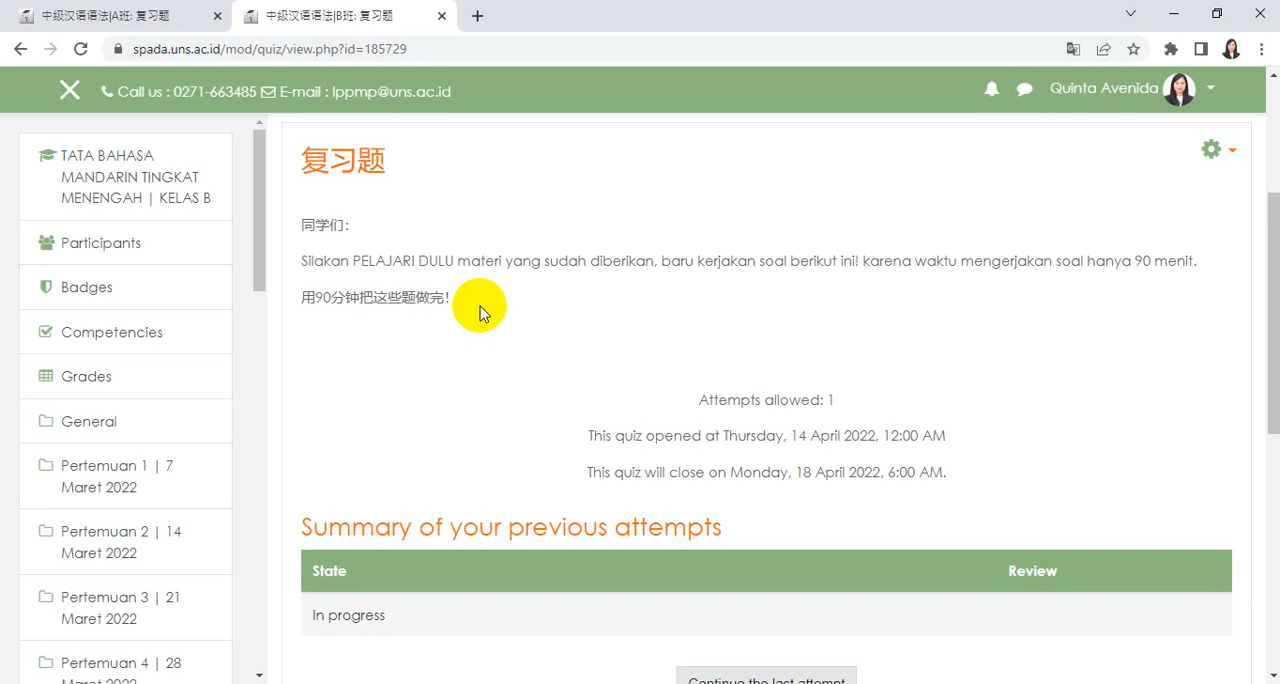 中级汉语语法|A班: 复习题
中级汉语语法|B班: 复习题
spada.uns.ac.id/mod/quiz/view.php?id=185729
Call us : 0271-663485 E-mail : lppmp@uns.ac.id
Quinta Avenida
TATA BAHASA
MANDARIN TINGKAT
MENENGAH | KELAS B
Participants
Badges
Competencies
Grades
General
Pertemuan 1 | 7
Maret 2022
Pertemuan 2 | 14
Maret 2022
Pertemuan 3 | 21
Maret 2022
Pertemuan 4 | 28
Maret 2022
复习题
同学们:
Silakan PELAJARI DULU materi yang sudah diberikan, baru kerjakan soal berikut ini! karena waktu mengerjakan soal hanya 90 menit.
用90分钟把这些题做完!
Attempts allowed: 1
This quiz opened at Thursday, 14 April 2022, 12:00 AM
This quiz will close on Monday, 18 April 2022, 6:00 AM.
Summary of your previous attempts
State Review
In progress
Continue the last attempt